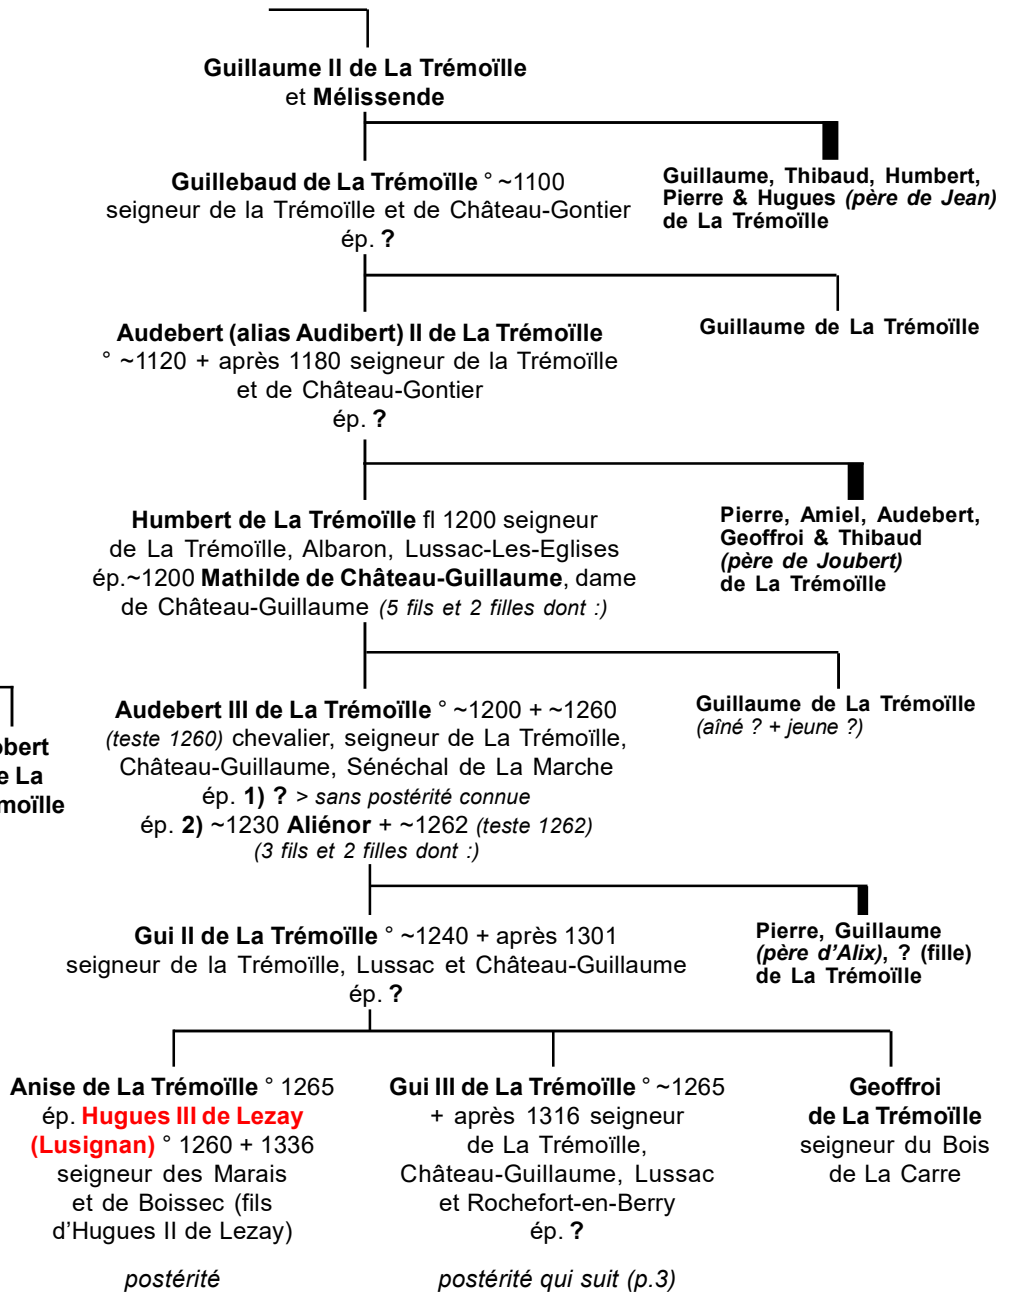 Guillaume II de La Trémoïlle
et Mélissende
Guillebaud de La Trémoïlle ° ~1100
seigneur de la Trémoïlle et de Château-Gontier
ép. ?
Guillaume, Thibaud, Humbert,
Pierre & Hugues (père de Jean)
de La Trémoïlle
Audebert (alias Audibert) II de La Trémoïlle
° ~1120 + après 1180 seigneur de la Trémoïlle
et de Château-Gontier
ép. ?
Guillaume de La Trémoïlle
Humbert de La Trémoïlle fl 1200 seigneur
de La Trémoïlle, Albaron, Lussac-Les-Eglises
ép.~1200 Mathilde de Château-Guillaume, dame
de Château-Guillaume (5 fils et 2 filles dont :)
Pierre, Amiel, Audebert,
Geoffroi & Thibaud
(père de Joubert)
de La Trémoïlle
obert
e La
moïlle
Audebert III de La Trémoïlle ° ~1200 + ~1260
(teste 1260) chevalier, seigneur de La Trémoïlle,
Château-Guillaume, Sénéchal de La Marche
ép. 1) ? > sans postérité connue
ép. 2) ~1230 Aliénor + ~1262 (teste 1262)
(3 fils et 2 filles dont :)
Guillaume de La Trémoïlle
(aîné ? + jeune ?)
Gui II de La Trémoïlle ° ~1240 + après 1301
seigneur de la Trémoïlle, Lussac et Château-Guillaume
ép. ?
Pierre, Guillaume
(père d'Alix), ? (fille)
de La Trémoïlle
Anise de La Trémoïlle ° 1265
ép. Hugues III de Lezay
(Lusignan) ° 1260 + 1336
seigneur des Marais
et de Boissec (fils
d'Hugues II de Lezay)
postérité
Gui III de La Trémoïlle ° ~1265
+ après 1316 seigneur
de La Trémoïlle,
Château-Guillaume, Lussac
et Rochefort-en-Berry
ép. ?
postérité qui suit (p.3)
Geoffroi
de La Trémoïlle
seigneur du Bois
de La Carre